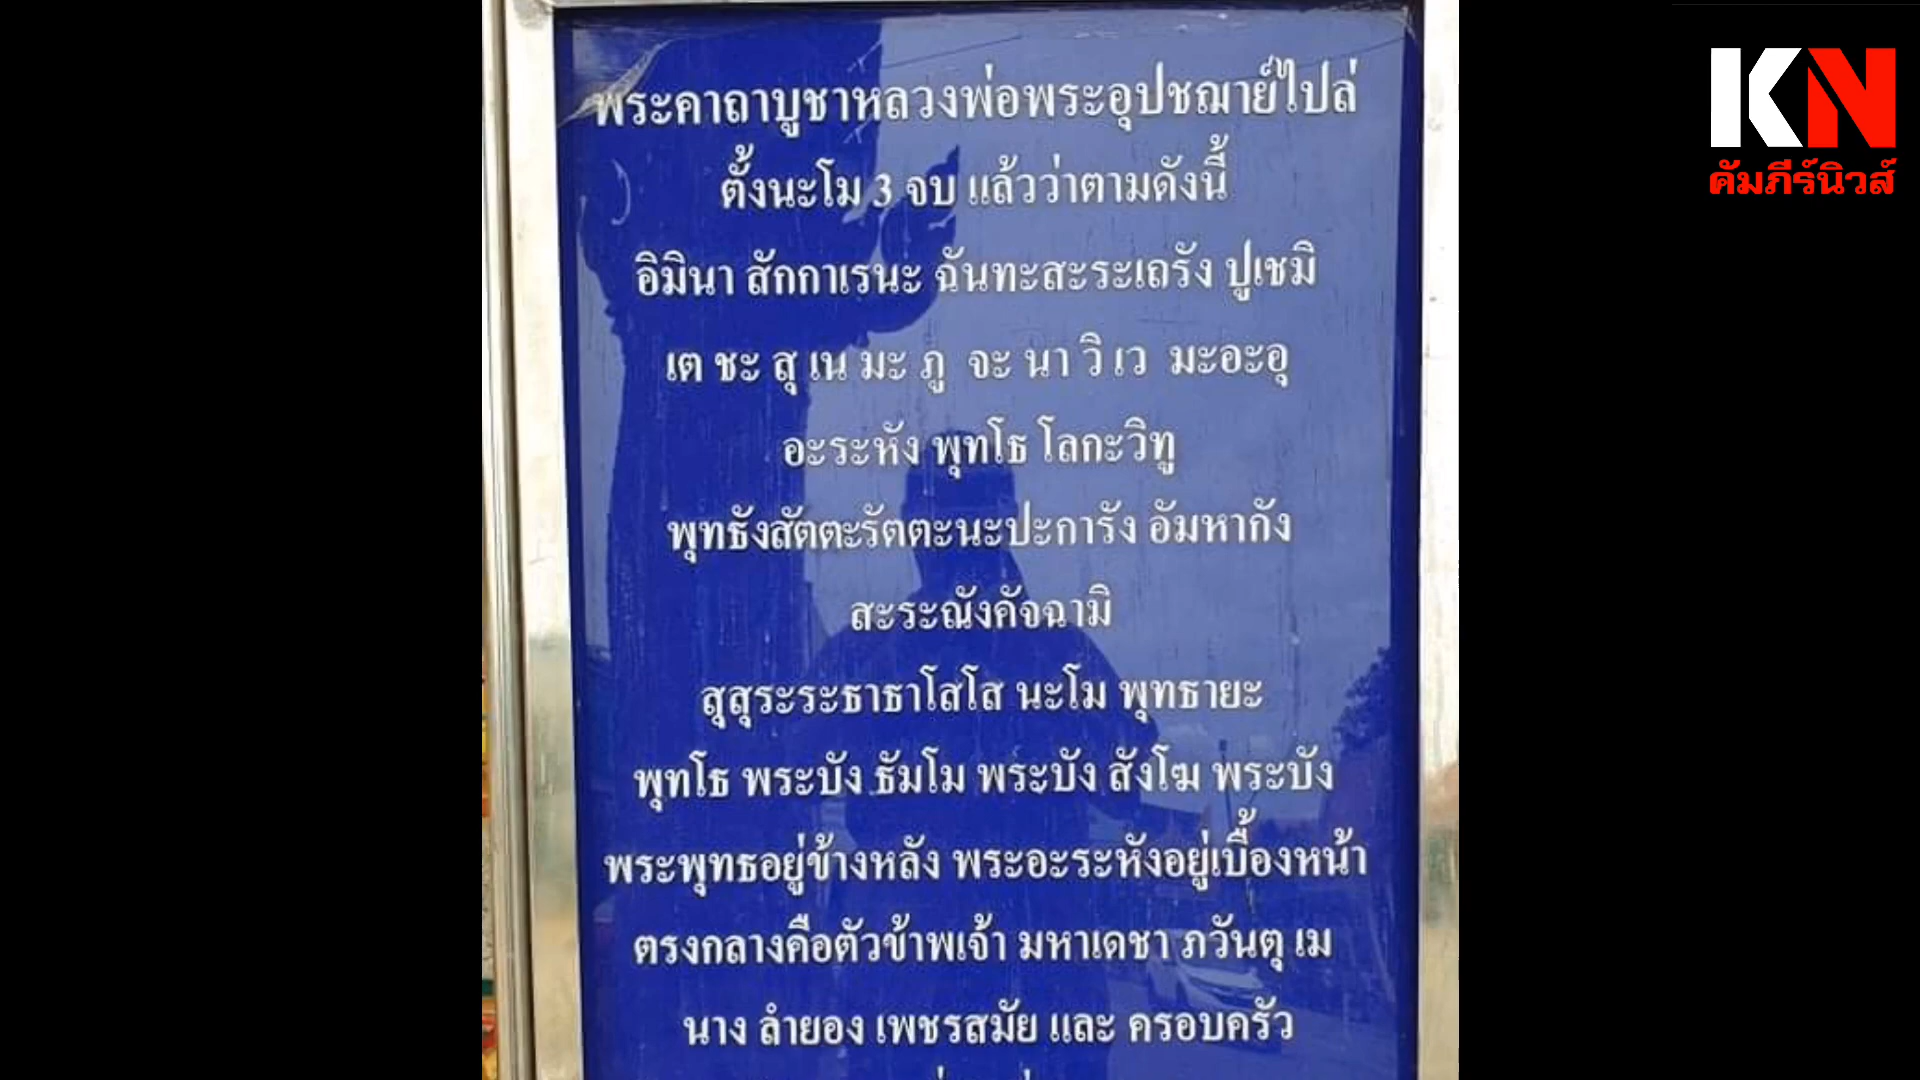 พระคาถาบูชาหลวงพ่อพระอุปชฌาย์ไปล่
ตั้งนะโม 3 จบ แล้วว่าตามดังนี้
อิมินา สักกาเรนะ ฉันทะสะระเถรัง ปูเชมิ
เต ชะ สุ เน มะ ภู จะ นา วิ เว มะอะอุ
อะระหัง พุทโธ โลกะวิทู
พุทธังสัตตะรัตตะนะปะการัง อัมหากัง
สะระณังคัจฉามิ
สุสุระระธาธาโสโส นะโม พุทธายะ
พุทโธ พระบัง ธัมโม พระบัง สังโฆ พระบัง
พระพุทธอยู่ข้างหลัง พระอะระหังอยู่เบื้องหน้า
ตรงกลางคือตัวข้าพเจ้า มหาเดชา ภวันตุ เม
นาง ลำยอง เพชรสมัย และ ครอบครัว
KN
คัมภีร์นิวส์